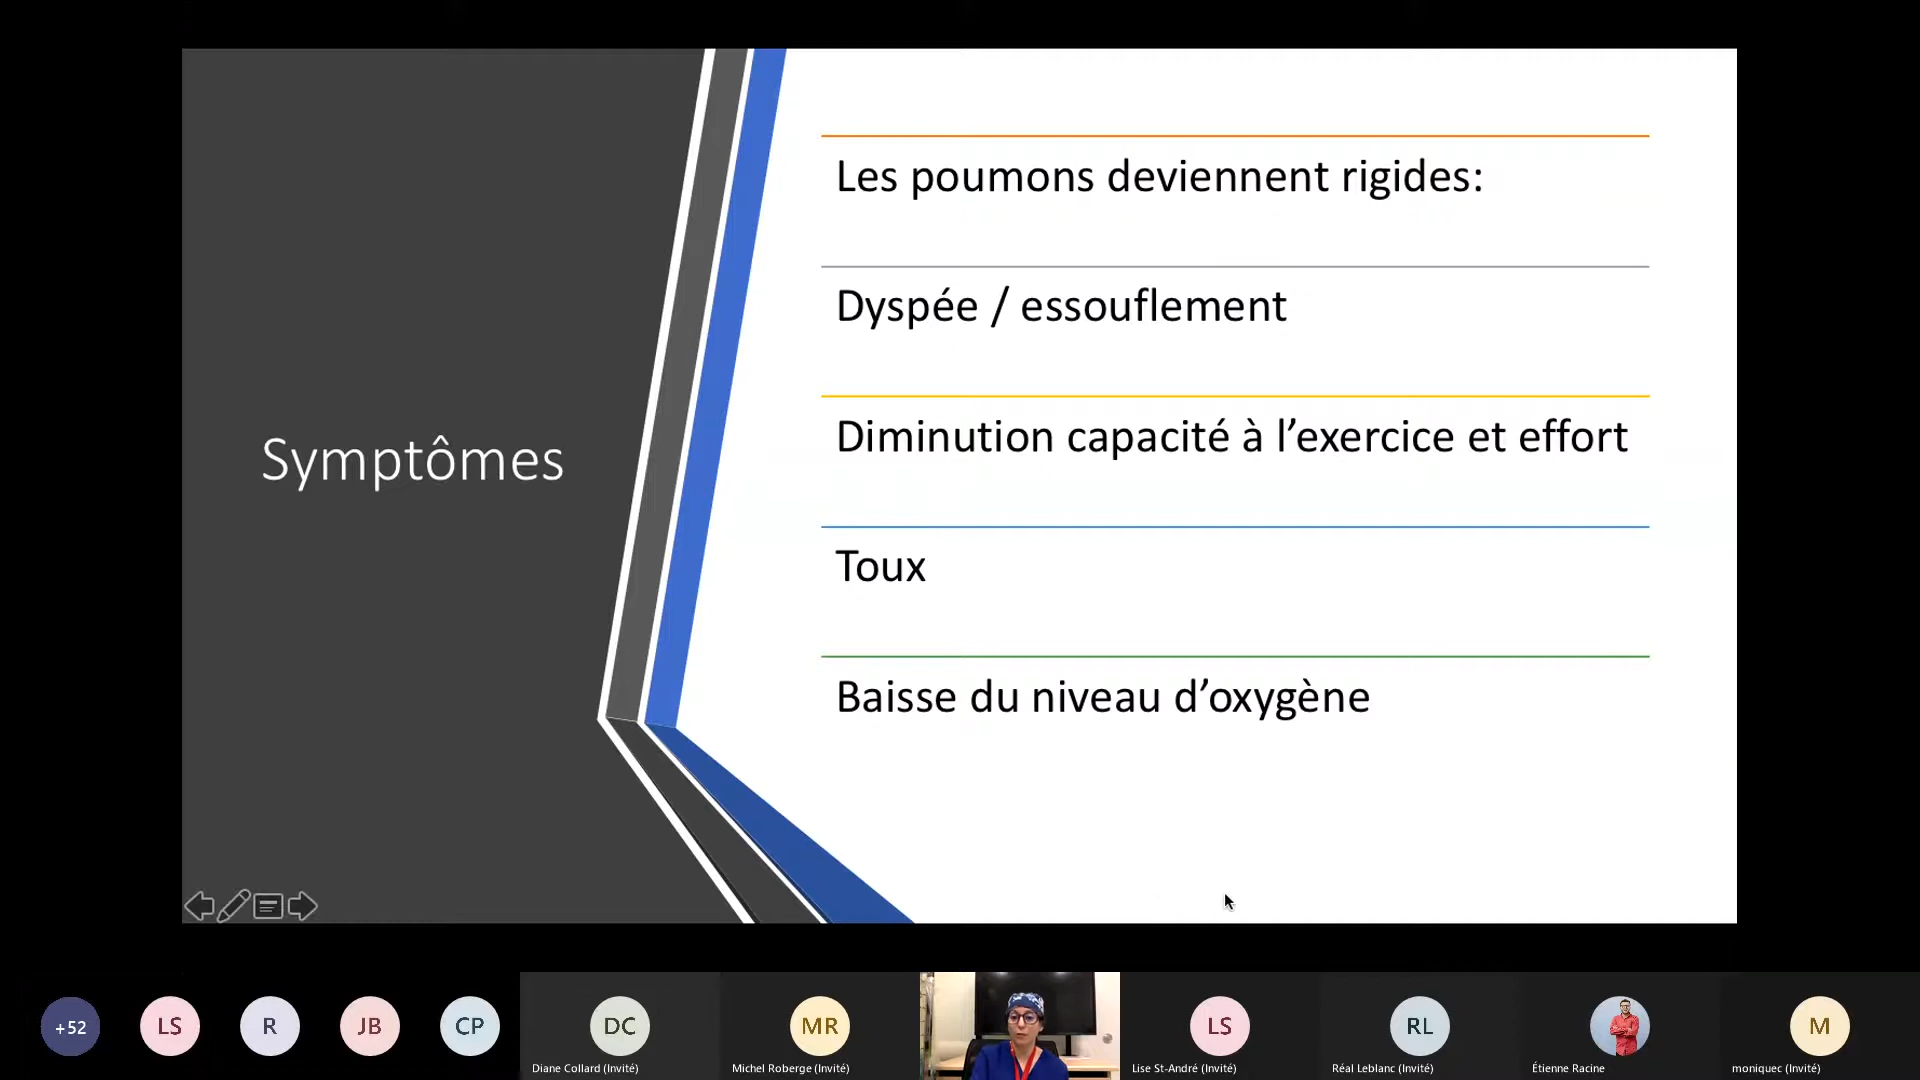 Symptômes
Les poumons deviennent rigides:
Dyspée / essouflement
Diminution capacité à l’exercice et effort
Toux
Baisse du niveau d’oxygène
+52
LS
R
JB
CP
DC
Diane Collard (Invité)
MR
Michel Roberge (Invité)
LS
Lise St-André (Invité)
RL
Réal Leblanc (Invité)
Étienne Racine
M
moniquec (Invité)